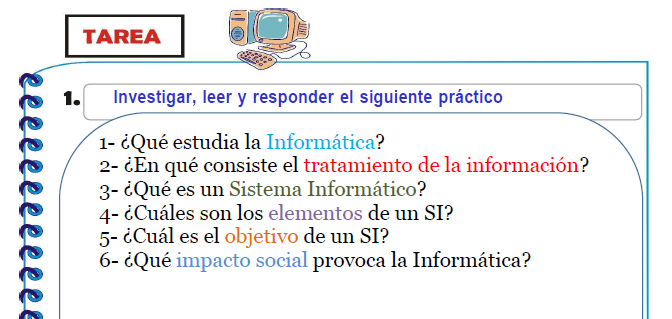 TAREA
1. Investigar, leer y responder el siguiente práctico
1- ¿Qué estudia la Informática?
2- ¿En qué consiste el tratamiento de la información?
3- ¿Qué es un Sistema Informático?
4- ¿Cuáles son los elementos de un SI?
5- ¿Cuál es el objetivo de un SI?
6- ¿Qué impacto social provoca la Informática?